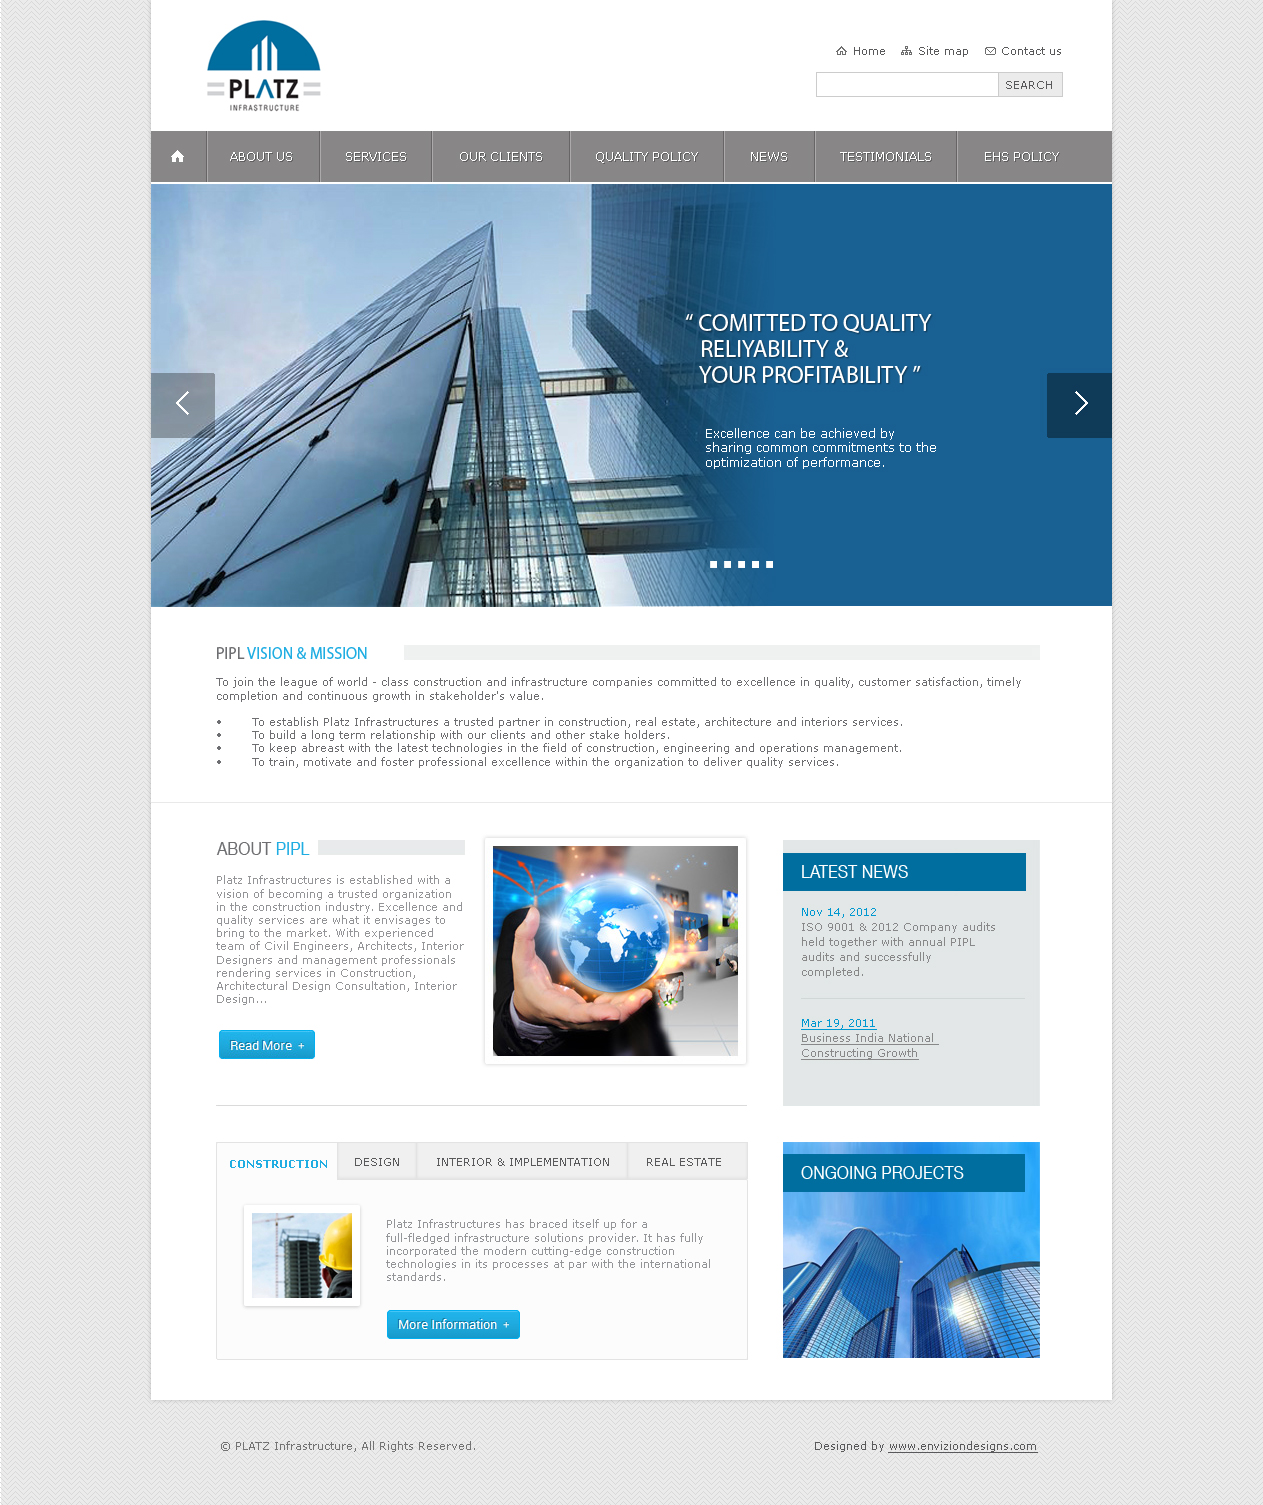 PLATZ
INFRASTRUCTURE
Home
Site map
Contact us
SEARCH
ABOUT US
SERVICES
OUR CLIENTS
QUALITY POLICY
NEWS
TESTIMONIALS
EHS POLICY
“ COMITTED TO QUALITY
RELIYABILITY &
YOUR PROFITABILITY ”
Excellence can be achieved by
sharing common commitments to the
optimization of performance.
PIPL VISION & MISSION
To join the league of world - class construction and infrastructure companies committed to excellence in quality, customer satisfaction, timely
completion and continuous growth in stakeholder's value.
• To establish Platz Infrastructures a trusted partner in construction, real estate, architecture and interiors services.
• To build a long term relationship with our clients and other stake holders.
• To keep abreast with the latest technologies in the field of construction, engineering and operations management.
• To train, motivate and foster professional excellence within the organization to deliver quality services.
ABOUT PIPL
Platz Infrastructures is established with a
vision of becoming a trusted organization
in the construction industry. Excellence and
quality services are what it envisages to
bring to the market. With experienced
team of Civil Engineers, Architects, Interior
Designers and management professionals
rendering services in Construction,
Architectural Design Consultation, Interior
Design...
Read More +
LATEST NEWS
Nov 14, 2012
ISO 9001 & 2012 Company audits
held together with annual PIPL
audits and successfully
completed.
Mar 19, 2011
Business India National
Constructing Growth
CONSTRUCTION
DESIGN
INTERIOR & IMPLEMENTATION
REAL ESTATE
Platz Infrastructures has braced itself up for a
full-fledged infrastructure solutions provider. It has fully
incorporated the modern cutting-edge construction
technologies in its processes at par with the international
standards.
More Information +
ONGOING PROJECTS
© PLATZ Infrastructure, All Rights Reserved.
Designed by www.enviziondesigns.com